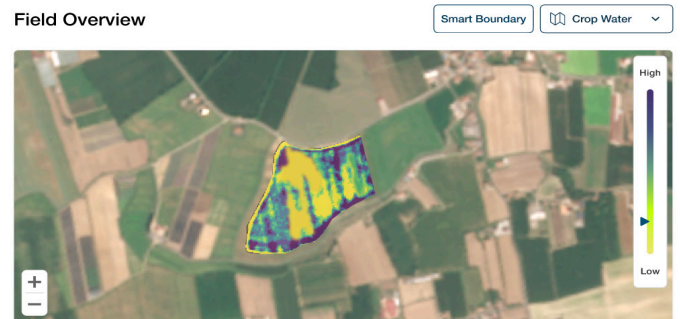 Field Overview
Smart Boundary
Crop Water
High
Low
+
−